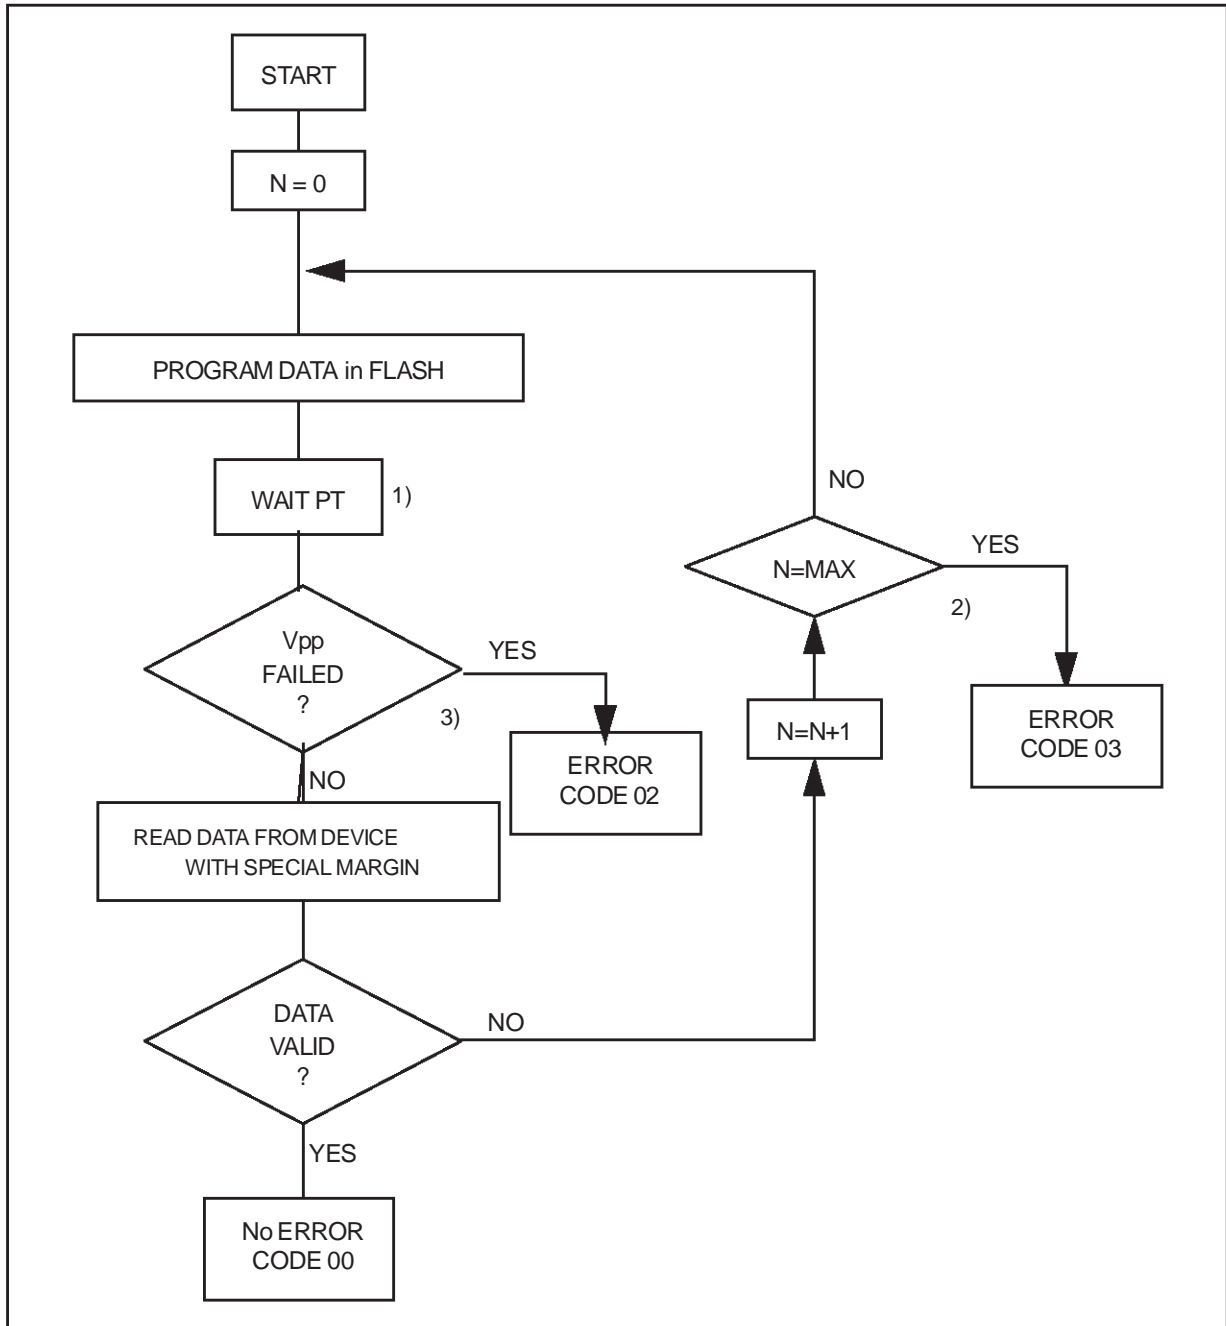 START
N = 0
PROGRAM DATA in FLASH
WAIT PT
1)
Vpp
FAILED
?
YES
3)
ERROR
CODE 02
NO
READ DATA FROM DEVICE
WITH SPECIAL MARGIN
DATA
VALID
?
NO
YES
No ERROR
CODE 00
N=N+1
N=MAX
NO
YES
2)
ERROR
CODE 03